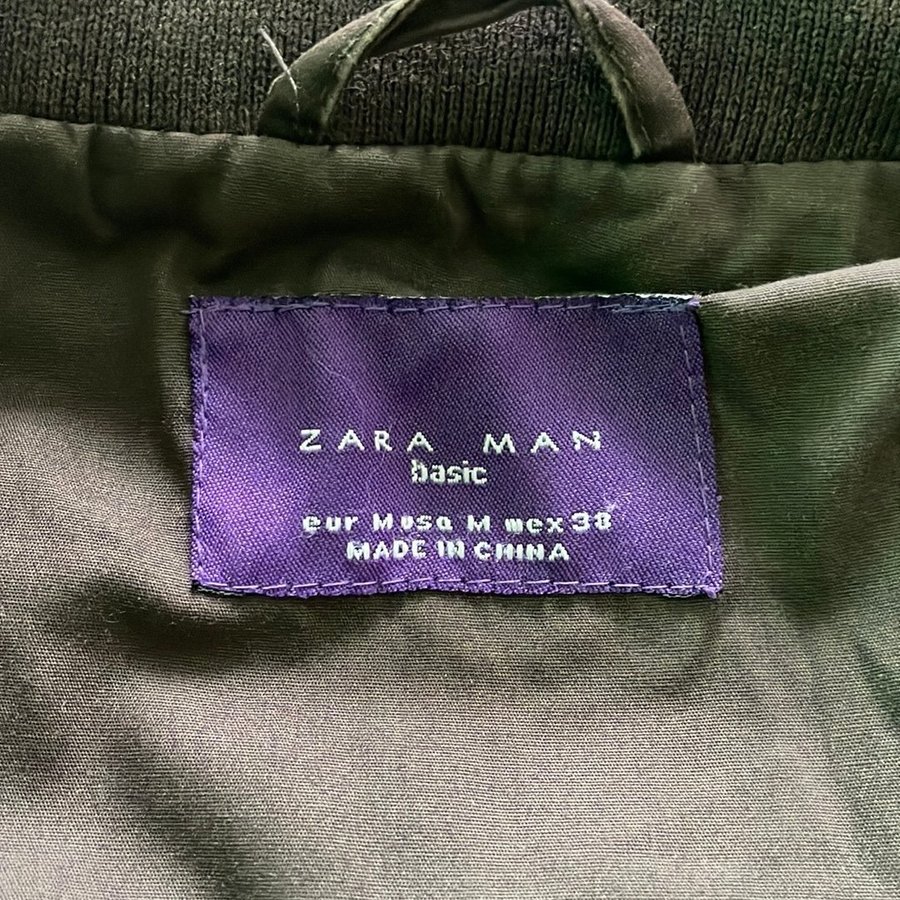 ZARA MAN
basic
eur M usa M mex 38
MADE IN CHINA